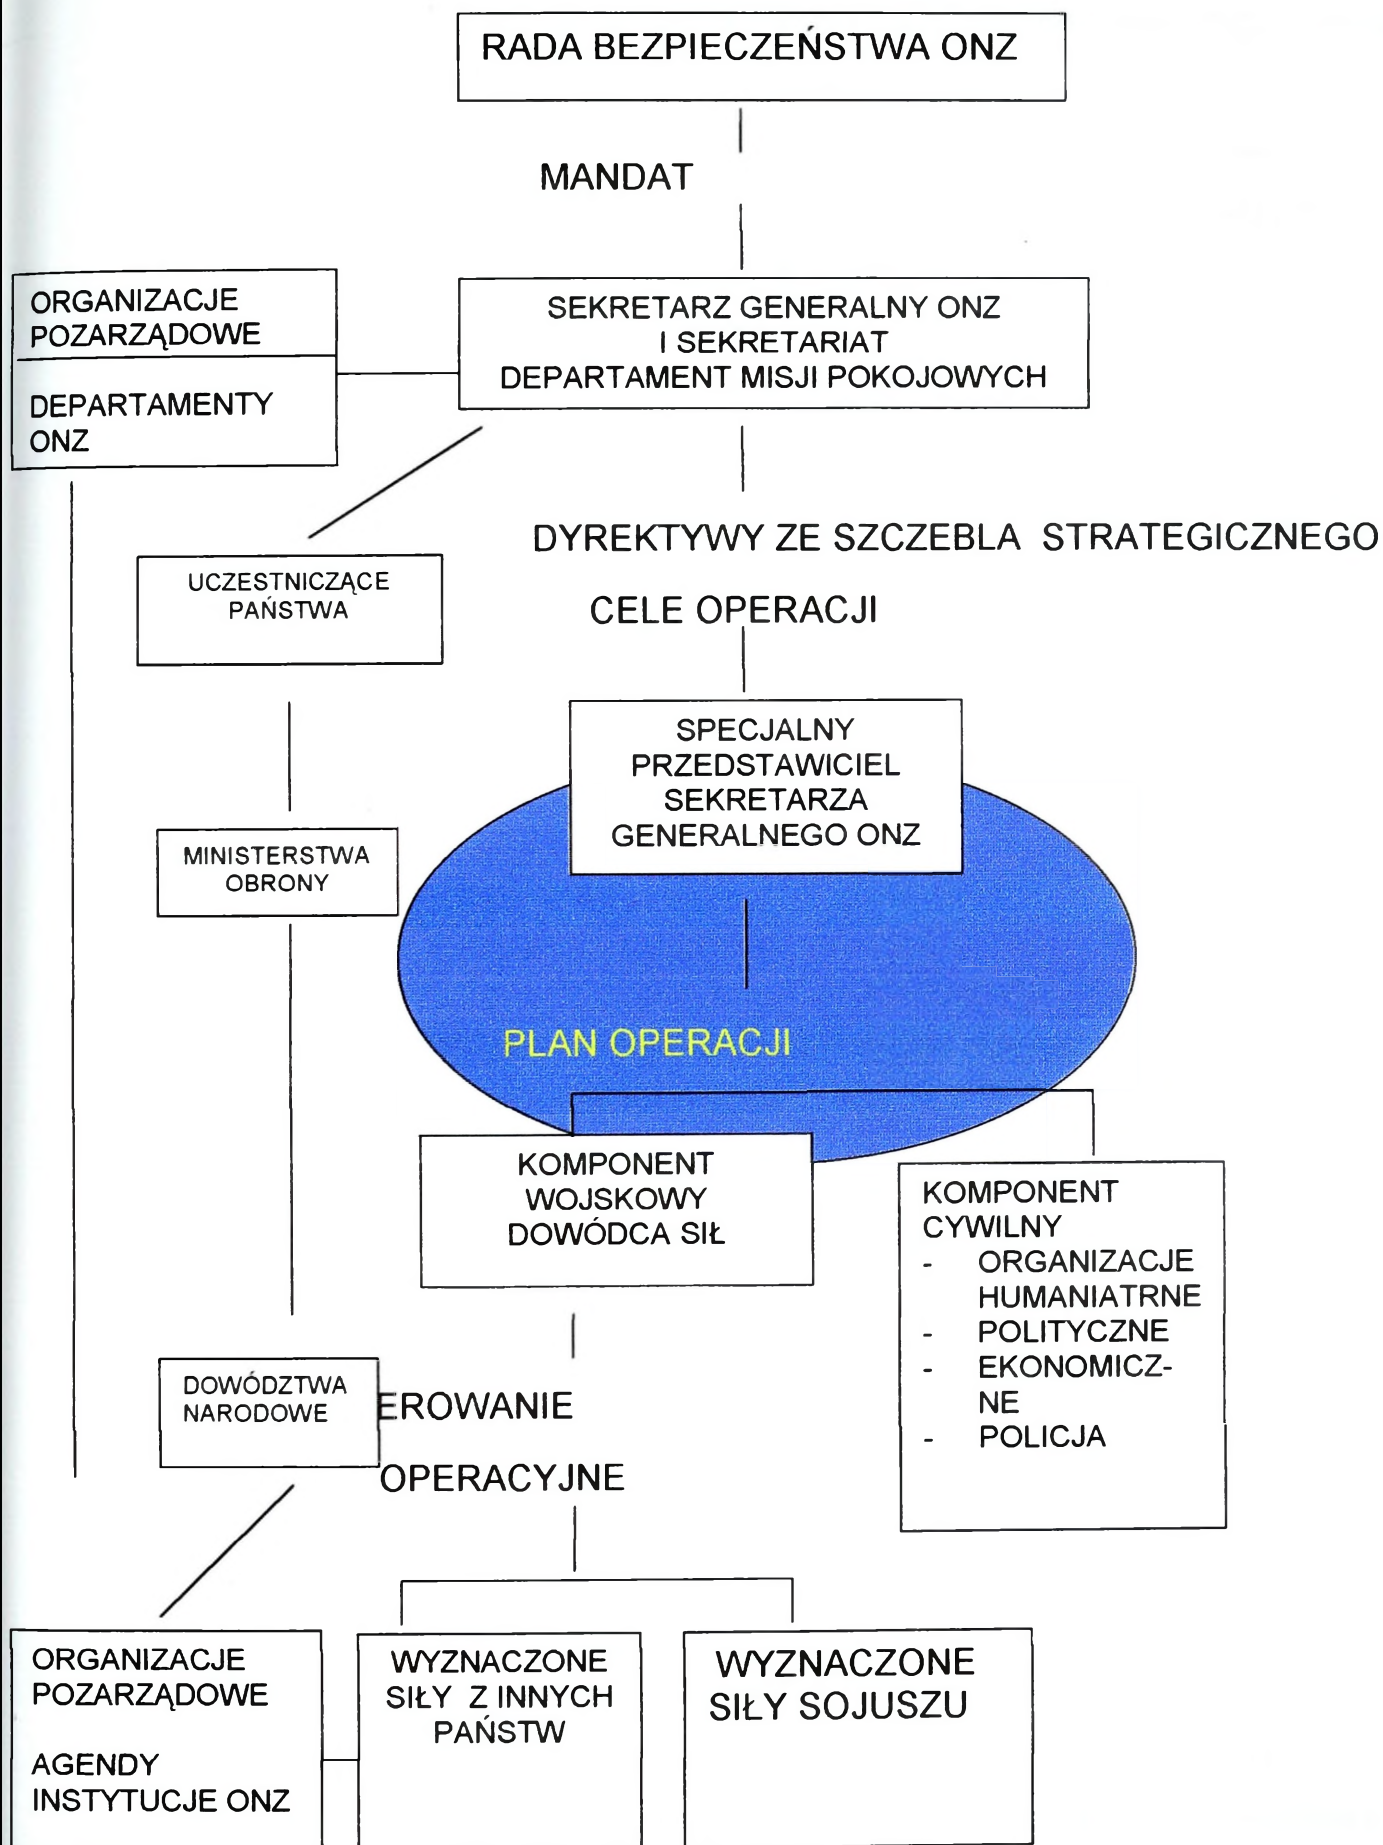 RADA BEZPIECZEŃSTWA ONZ
MANDAT
ORGANIZACJE
POZARZĄDOWE
DEPARTAMENTY
ONZ
SEKRETARZ GENERALNY ONZ
I SEKRETARIAT
DEPARTAMENT MISJI POKOJOWYCH
DYREKTYWY ZE SZCZEBLA STRATEGICZNEGO
CELE OPERACJI
UCZESTNICZĄCE
PAŃSTWA
SPECJALNY
PRZEDSTAWICIEL
SEKRETARZA
GENERALNEGO ONZ
MINISTERSTWA
OBRONY
PLAN OPERACJI
KOMPONENT
WOJSKOWY
DOWÓDCA SIŁ
KOMPONENT
CYWILNY
- ORGANIZACJE
HUMANIATRNE
- POLITYCZNE
- EKONOMICZ-
NE
- POLICJA
DOWÓDZTWA
NARODOWE
EROWANIE
OPERACYJNE
ORGANIZACJE
POZARZĄDOWE
AGENDY
INSTYTUCJE ONZ
WYZNACZONE
SIŁY Z INNYCH
PAŃSTW
WYZNACZONE
SIŁY SOJUSZU